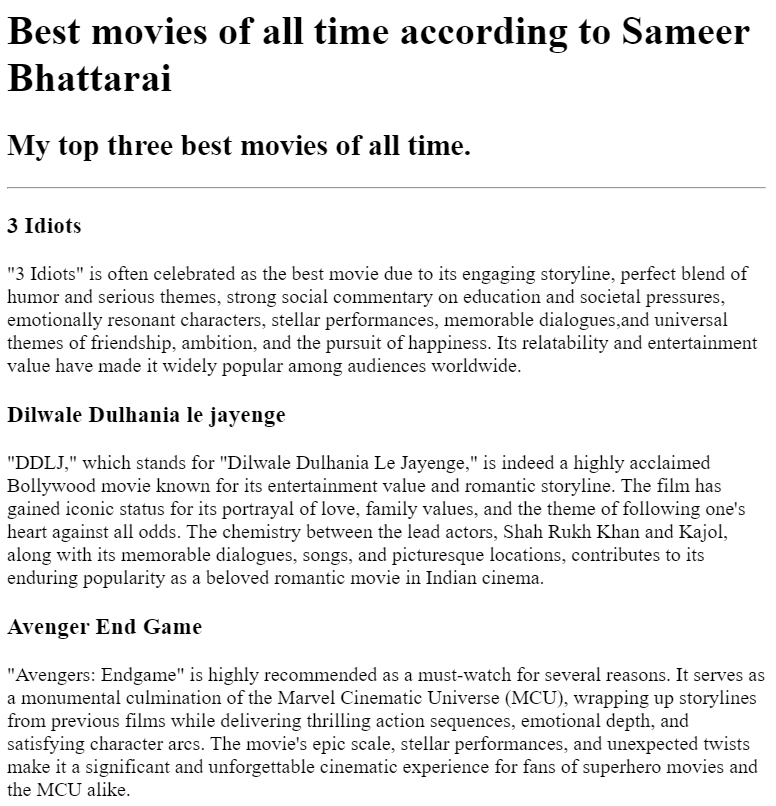 Best movies of all time according to Sameer
Bhattarai
My top three best movies of all time.
3 Idiots
"3 Idiots" is often celebrated as the best movie due to its engaging storyline, perfect blend of
humor and serious themes, strong social commentary on education and societal pressures,
emotionally resonant characters, stellar performances, memorable dialogues,and universal
themes of friendship, ambition, and the pursuit of happiness. Its relatability and entertainment
value have made it widely popular among audiences worldwide.
Dilwale Dulhania le jayenge
"DDLJ," which stands for "Dilwale Dulhania Le Jayenge," is indeed a highly acclaimed
Bollywood movie known for its entertainment value and romantic storyline. The film has
gained iconic status for its portrayal of love, family values, and the theme of following one's
heart against all odds. The chemistry between the lead actors, Shah Rukh Khan and Kajol,
along with its memorable dialogues, songs, and picturesque locations, contributes to its
enduring popularity as a beloved romantic movie in Indian cinema.
Avenger End Game
"Avengers: Endgame" is highly recommended as a must-watch for several reasons. It serves as
a monumental culmination of the Marvel Cinematic Universe (MCU), wrapping up storylines
from previous films while delivering thrilling action sequences, emotional depth, and
satisfying character arcs. The movie's epic scale, stellar performances, and unexpected twists
make it a significant and unforgettable cinematic experience for fans of superhero movies and
the MCU alike.